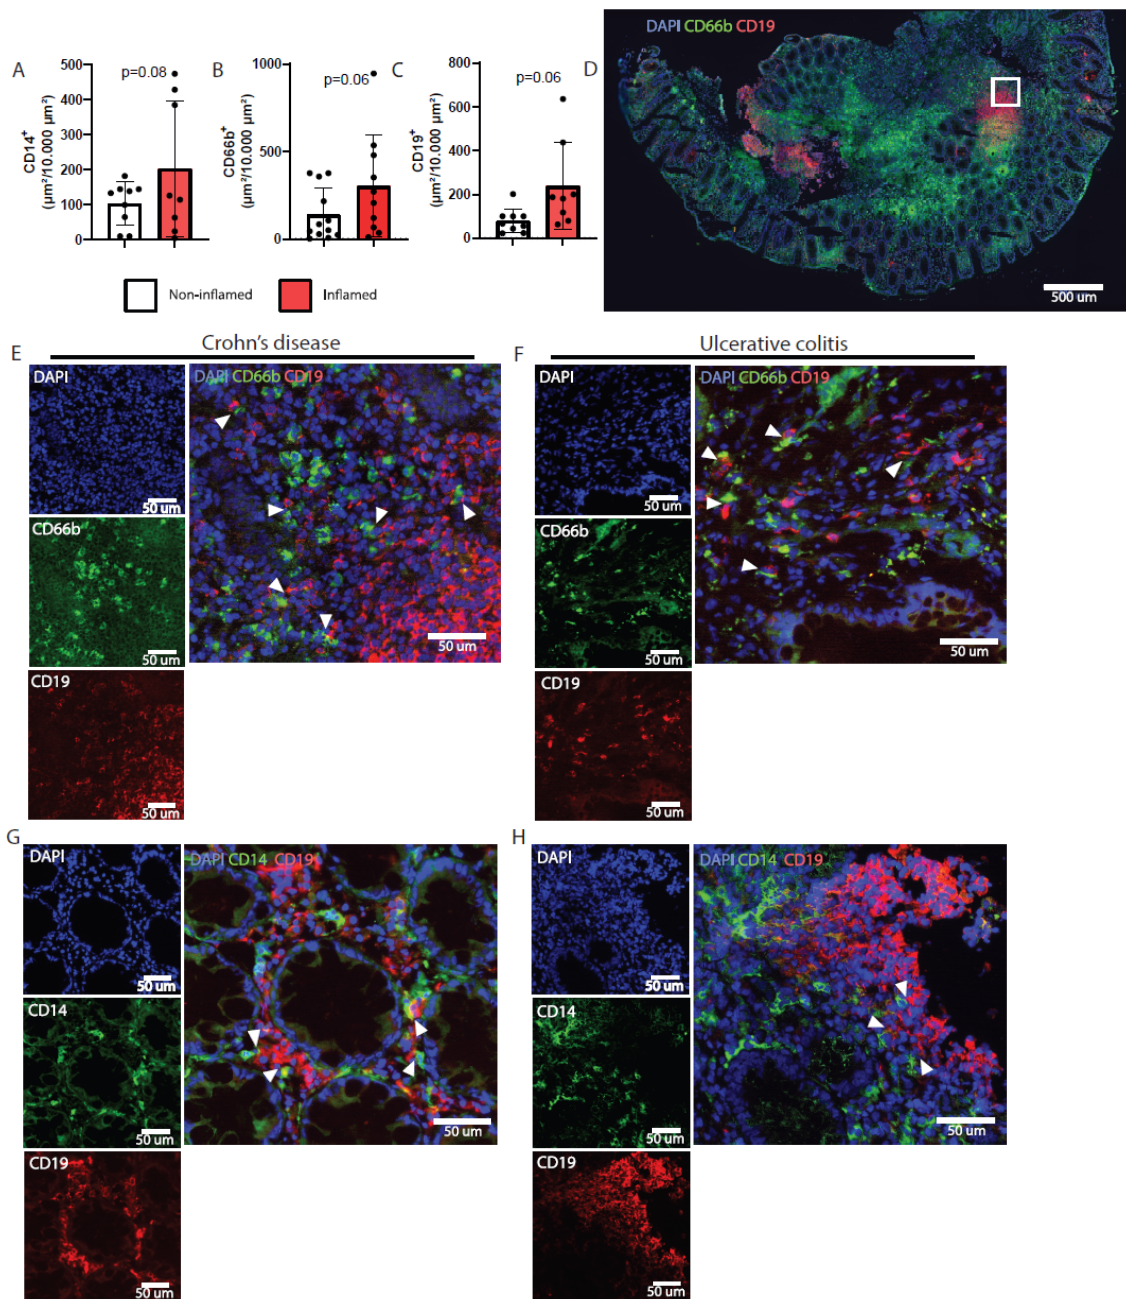 A
CD14⁺
(µm²/10.000 µm²)
500
400
300
200
100
0
p=0.08
B
CD66b⁺
(µm²/10.000 µm²)
1000
500
0
p=0.06
C
CD19⁺
(µm²/10.000 µm²)
800
600
400
200
0
p=0.06
Non-inflamed
Inflamed
D
DAPI CD66b CD19
500 um
E
Crohn's disease
DAPI
50 um
CD66b
50 um
CD19
50 um
DAPI CD66b CD19
50 um
F
Ulcerative colitis
DAPI
50 um
CD66b
50 um
CD19
50 um
DAPI CD66b CD19
50 um
G
DAPI
50 um
CD14
50 um
CD19
50 um
DAPI CD14 CD19
50 um
H
DAPI
50 um
CD14
50 um
CD19
50 um
DAPI CD14 CD19
50 um